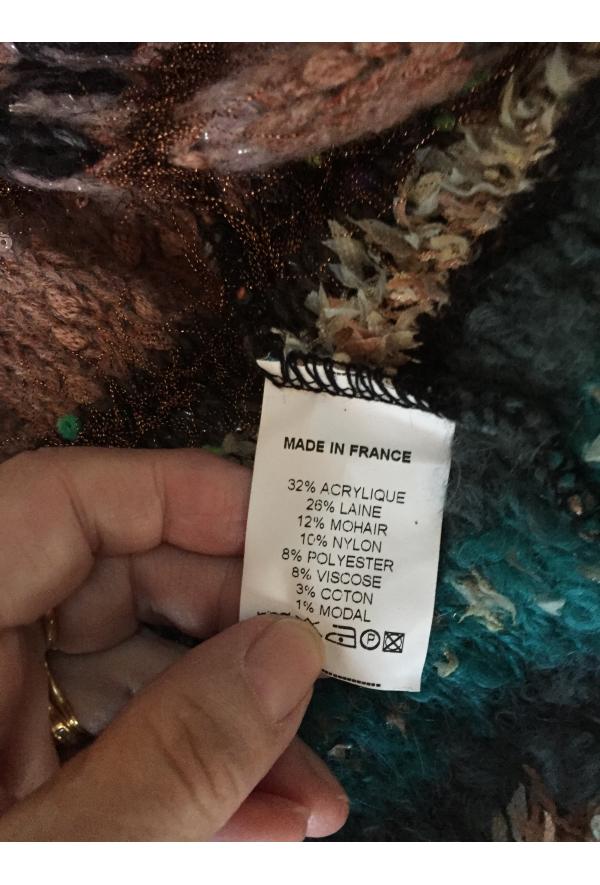 MADE IN FRANCE
32% ACRYLIQUE
26% LAINE
12% MOHAIR
10% NYLON
8% POLYESTER
8% VISCOSE
3% COTON
1% MODAL
P